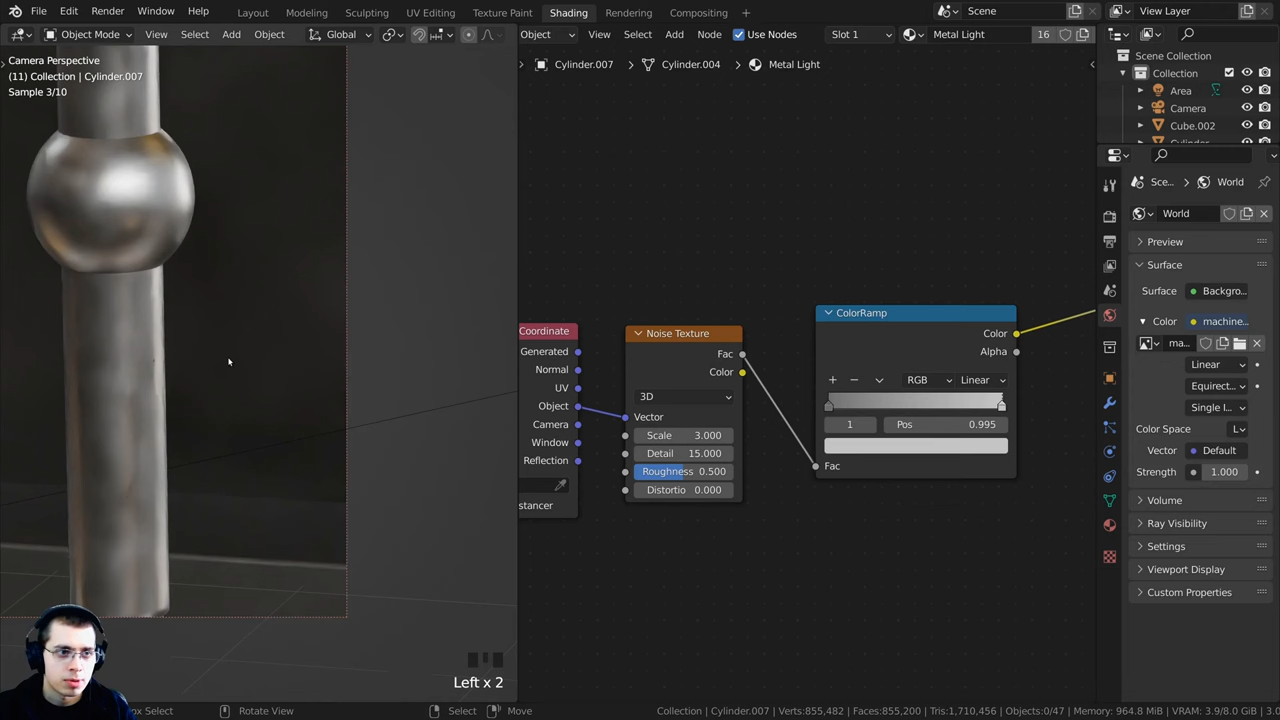 File Edit Render Window Help Layout Modeling Sculpting UV Editing Texture Paint Shading Rendering Compositing Scene View Layer
Object Mode View Select Add Object Global Object View Select Add Node Use Nodes Slot 1 Metal Light 16
Camera Perspective
(11) Collection | Cylinder.007
Sample 3/10
Cylinder.007 Cylinder.004 Metal Light
Scene Collection
Collection
Area
Camera
Cube.002
Sce... World
World
Preview
Surface
Surface Backgro...
Color machine...
ma...
Linear
Equirect...
Single I...
Color Space L
Vector Default
Strength 1.000
Volume
Ray Visibility
Settings
Viewport Display
Custom Properties
Coordinate
Generated
Normal
UV
Object
Camera
Window
Reflection
stancer
Noise Texture
Fac
Color
3D
Vector
Scale 3.000
Detail 15.000
Roughness 0.500
Distortio 0.000
ColorRamp
Color
Alpha
RGB Linear
1 Pos 0.995
Fac
Left x 2
ox Select Rotate View Select Move Collection | Cylinder.007 | Verts:855,482 | Faces:855,200 | Tris:1,710,456 | Objects:0/47 | Memory: 964.8 MiB | VRAM: 3.9/8.0 GiB | 3.0